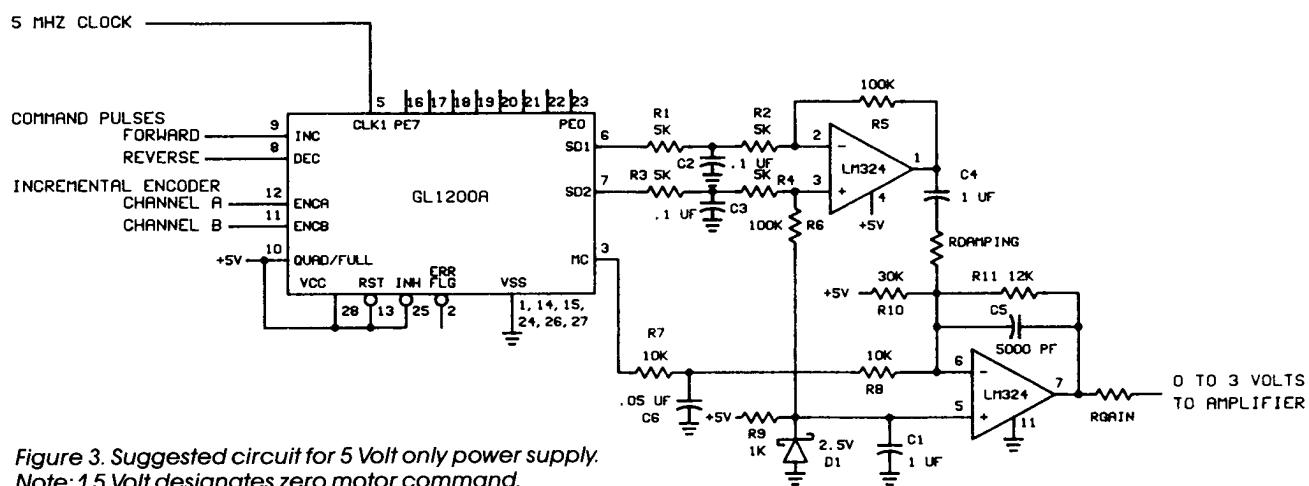 5 MHZ CLOCK
5 16 17 18 19 20 21 22 23
CLK1 PE7 PE0
COMMAND PULSES
FORWARD 9 INC
REVERSE 8 DEC
INCREMENTAL ENCODER
CHANNEL A 12 ENCA
CHANNEL B 11 ENCB
+5V 10 QUAD/FULL
GL1200A
6 SD1
7 SD2
3 MC
VCC RST INH ERR FLG VSS
28 13 25 2
1, 14, 15,
24, 26, 27
R1
5K
R2
5K
C2 .1 UF
R3 5K
R4
5K
.1 UF C3
100K
R5
2 -
3 +
LM324
1
4
+5V
100K R6
C4
1 UF
RDAMPING
+5V 30K
R10
R11 12K
C5
5000 PF
R7
10K
.05 UF
C6
10K
R8
6 -
5 +
LM324
7
11
+5V
R9
1K
2.5V
D1
C1
1 UF
RGAIN
0 TO 3 VOLTS
TO AMPLIFIER
Figure 3. Suggested circuit for 5 Volt only power supply.
Note: 1.5 Volt designates zero motor command.